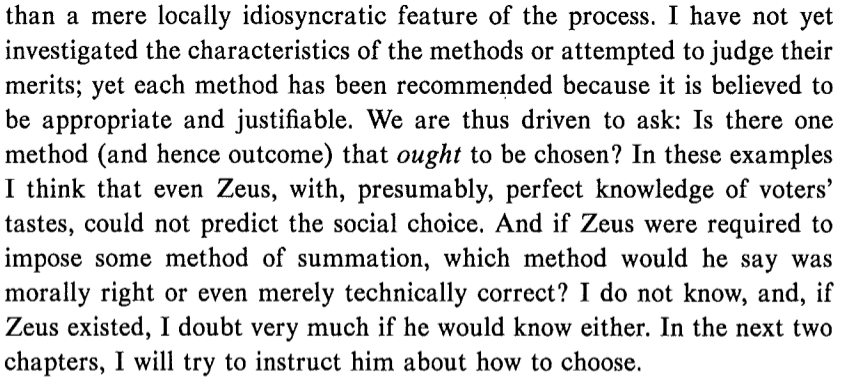 than a mere locally idiosyncratic feature of the process. I have not yet
investigated the characteristics of the methods or attempted to judge their
merits; yet each method has been recommended because it is believed to
be appropriate and justifiable. We are thus driven to ask: Is there one
method (and hence outcome) that ought to be chosen? In these examples
I think that even Zeus, with, presumably, perfect knowledge of voters’
tastes, could not predict the social choice. And if Zeus were required to
impose some method of summation, which method would he say was
morally right or even merely technically correct? I do not know, and, if
Zeus existed, I doubt very much if he would know either. In the next two
chapters, I will try to instruct him about how to choose.